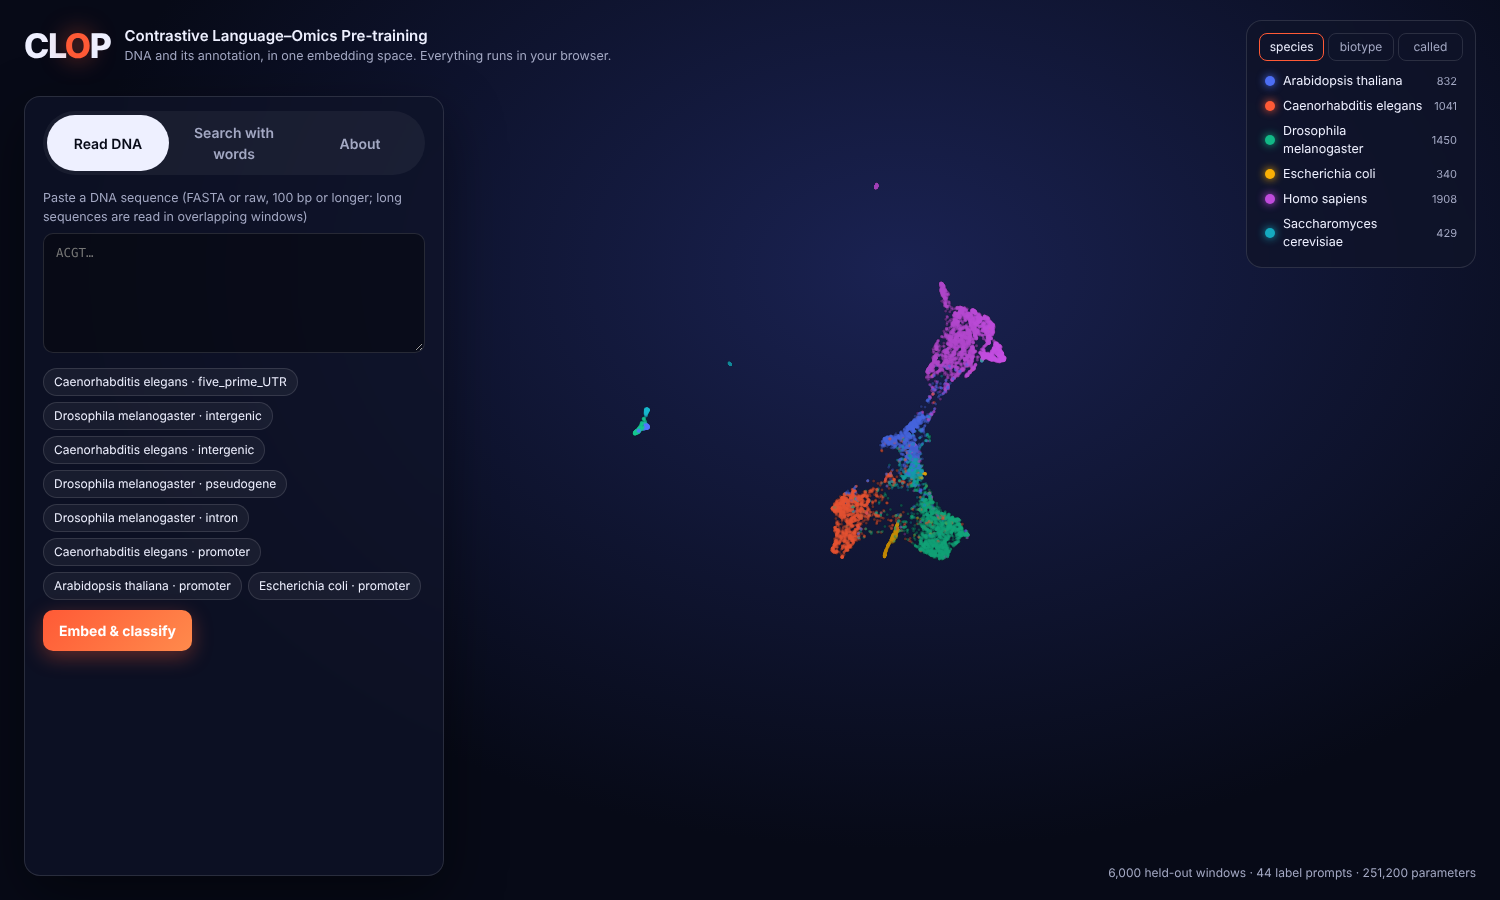 CLOP
Contrastive Language–Omics Pre-training
DNA and its annotation, in one embedding space. Everything runs in your browser.
Read DNA
Search with
words
About
Paste a DNA sequence (FASTA or raw, 100 bp or longer; long
sequences are read in overlapping windows)
ACGT…
Caenorhabditis elegans · five_prime_UTR
Drosophila melanogaster · intergenic
Caenorhabditis elegans · intergenic
Drosophila melanogaster · pseudogene
Drosophila melanogaster · intron
Caenorhabditis elegans · promoter
Arabidopsis thaliana · promoter
Escherichia coli · promoter
Embed & classify
species
biotype
called
Arabidopsis thaliana 832
Caenorhabditis elegans 1041
Drosophila
melanogaster 1450
Escherichia coli 340
Homo sapiens 1908
Saccharomyces
cerevisiae 429
6,000 held-out windows · 44 label prompts · 251,200 parameters